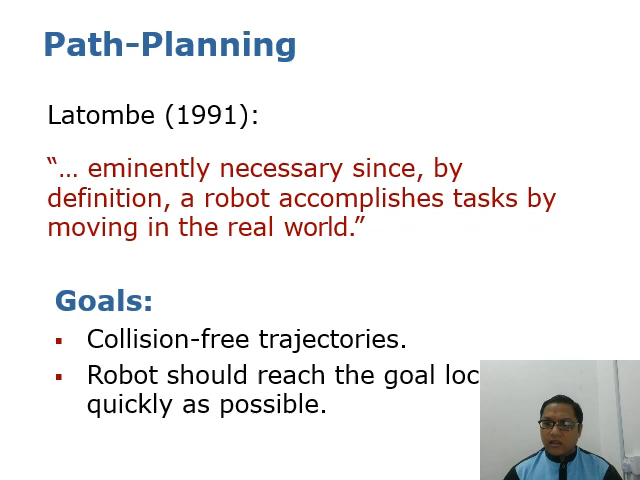 Path-Planning
Latombe (1991):
“… eminently necessary since, by
definition, a robot accomplishes tasks by
moving in the real world.”
Goals:
▪ Collision-free trajectories.
▪ Robot should reach the goal loc
quickly as possible.